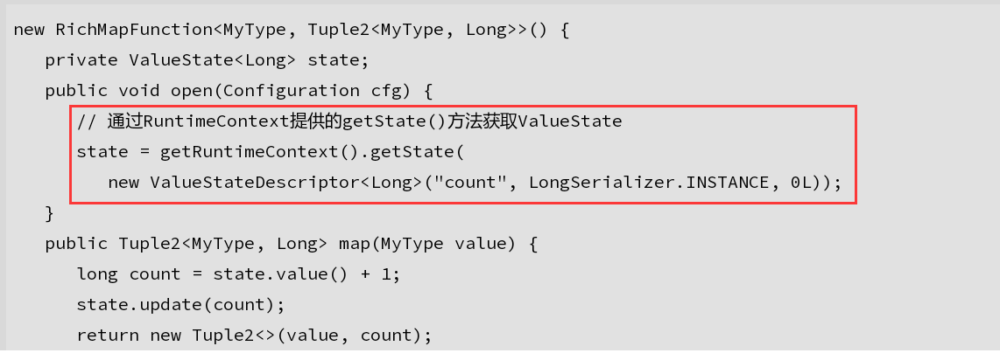 new RichMapFunction<MyType, Tuple2<MyType, Long>>() {
   private ValueState<Long> state;
   public void open(Configuration cfg) {
      // 通过RuntimeContext提供的getState()方法获取ValueState
      state = getRuntimeContext().getState(
         new ValueStateDescriptor<Long>("count", LongSerializer.INSTANCE, 0L));
   }
   public Tuple2<MyType, Long> map(MyType value) {
      long count = state.value() + 1;
      state.update(count);
      return new Tuple2<>(value, count);